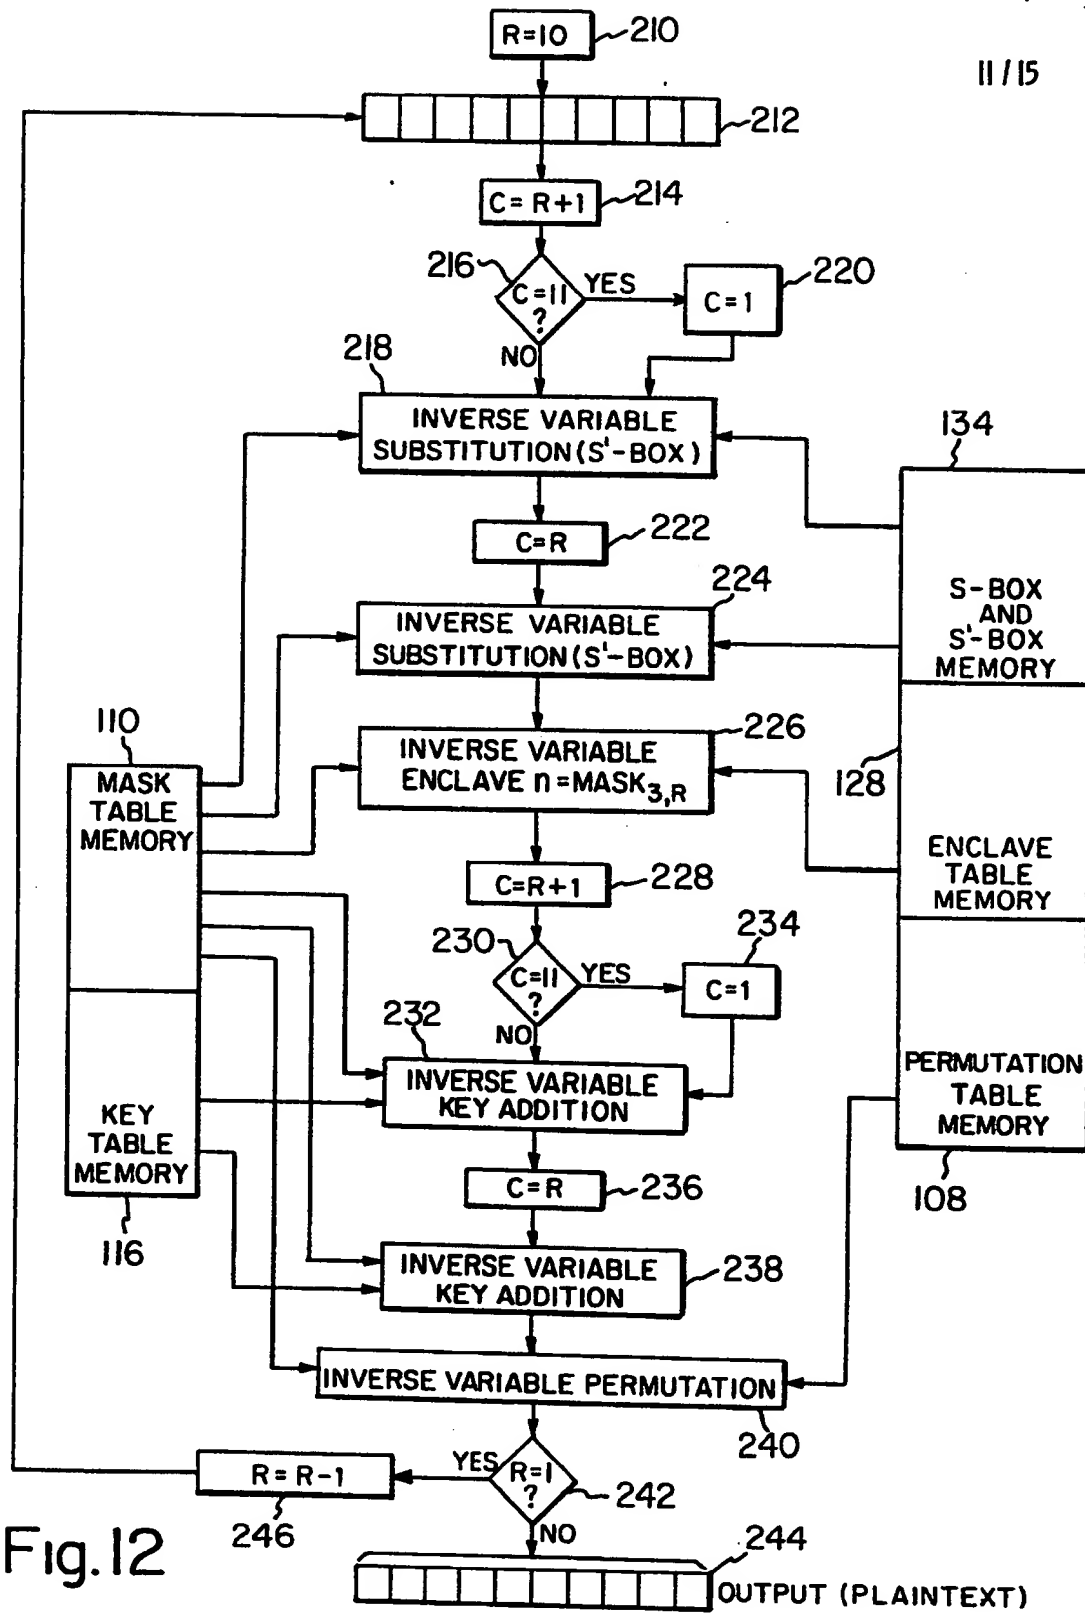 R=10
210
11/15
212
C=R+1
214
216
C=11
?
YES
C=1
220
NO
218
INVERSE VARIABLE
SUBSTITUTION(S'-BOX)
134
C=R
222
224
INVERSE VARIABLE
SUBSTITUTION(S'-BOX)
S-BOX
AND
S'-BOX
MEMORY
110
MASK
TABLE
MEMORY
226
INVERSE VARIABLE
ENCLAVE n=MASK3,R
128
ENCLAVE
TABLE
MEMORY
C=R+1
228
230
C=11
?
YES
234
C=1
NO
232
INVERSE VARIABLE
KEY ADDITION
PERMUTATION
TABLE
MEMORY
KEY
TABLE
MEMORY
C=R
236
108
116
INVERSE VARIABLE
KEY ADDITION
238
INVERSE VARIABLE PERMUTATION
240
R=R-1
YES
R=1
?
242
246
NO
Fig.12
244
OUTPUT (PLAINTEXT)